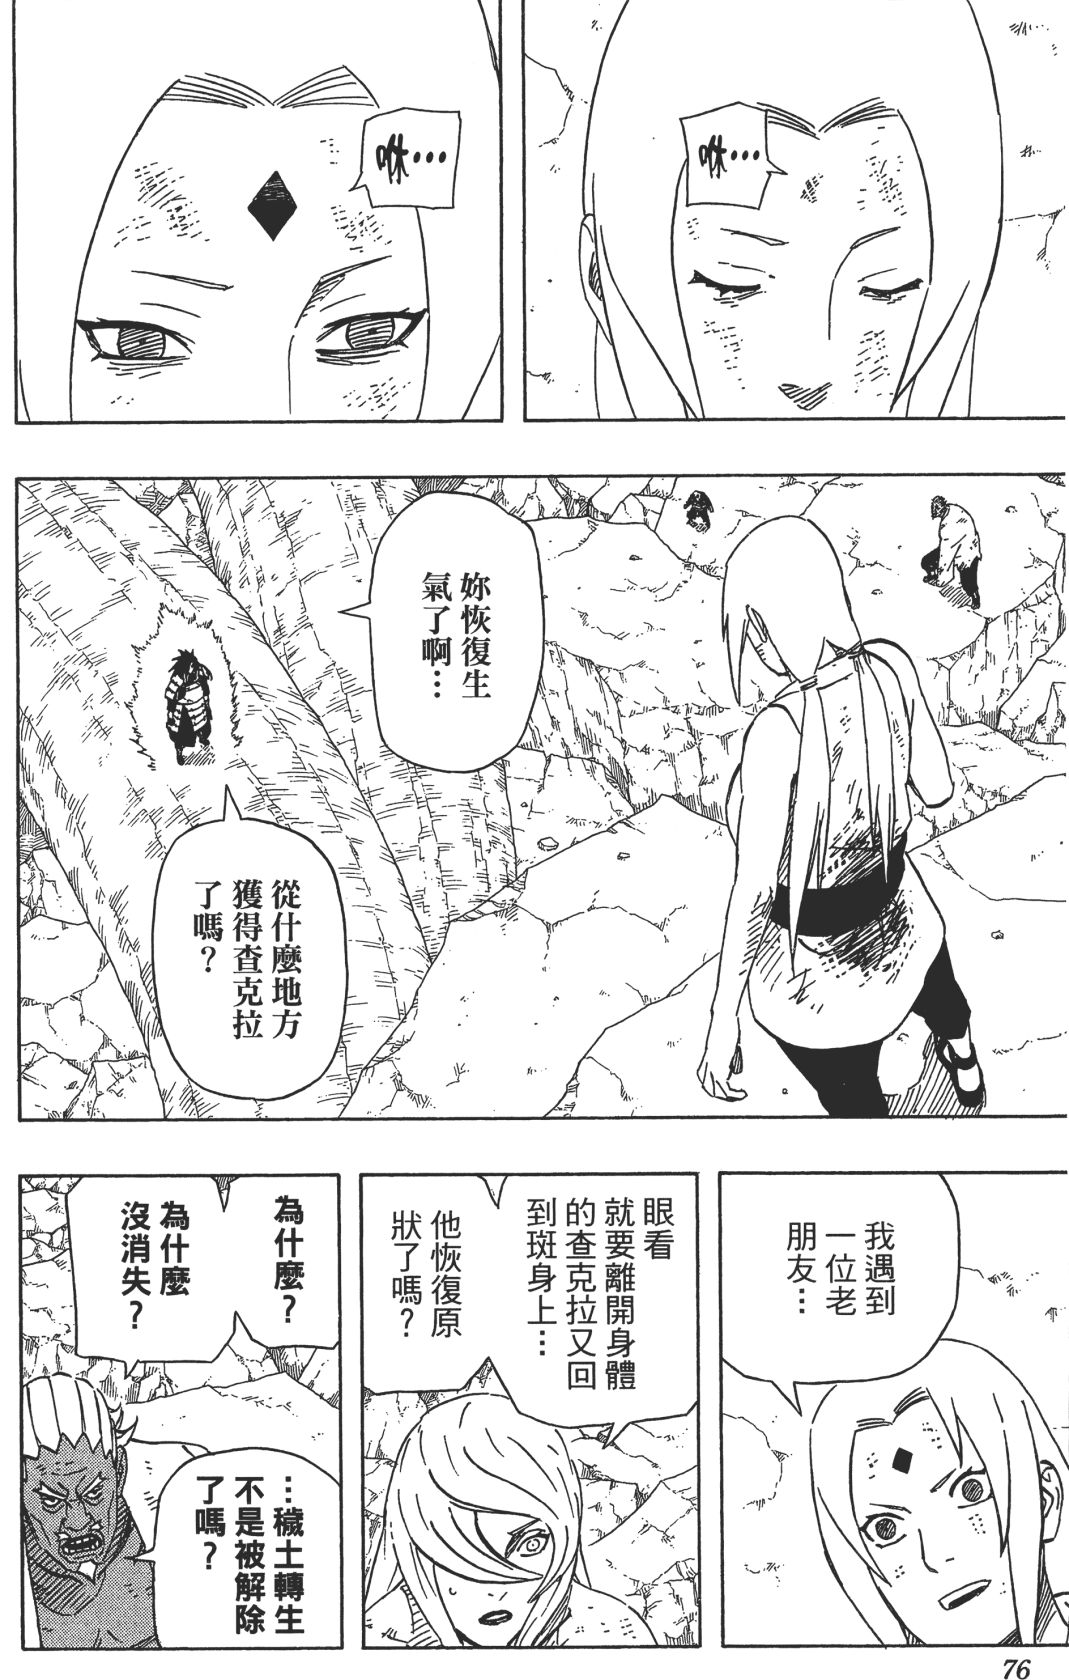 咻…
咻…
妳恢復生
氣了啊…
從什麼地方
獲得查克拉
了嗎?
我遇到
一位老
朋友…
眼看
就要離開身體
的查克拉又回
到斑身上…
他恢復原
狀了嗎?
為什麼?
為什麼
沒消失?
…穢土轉生
不是被解除
了嗎?
76